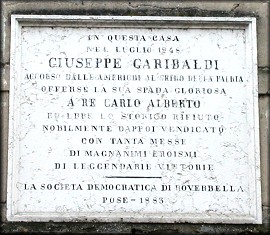 IN QUESTA CASA
NEL LUGLIO 1848
GIUSEPPE GARIBALDI
ACCORSO DALLE AMERICHE AL GRIDO DELLA PATRIA
OFFERSE LA SUA SPADA GLORIOSA
A RE CARLO ALBERTO
ED EBBE LO STORICO RIFIUTO
NOBILMENTE DAPPOI VENDICATO
CON TANTA MESSE
DI MAGNANIMI EROISMI
DI LEGGENDARIE VITTORIE
LA SOCIETÀ DEMOCRATICA DI ROVERBELLA
POSE-1883